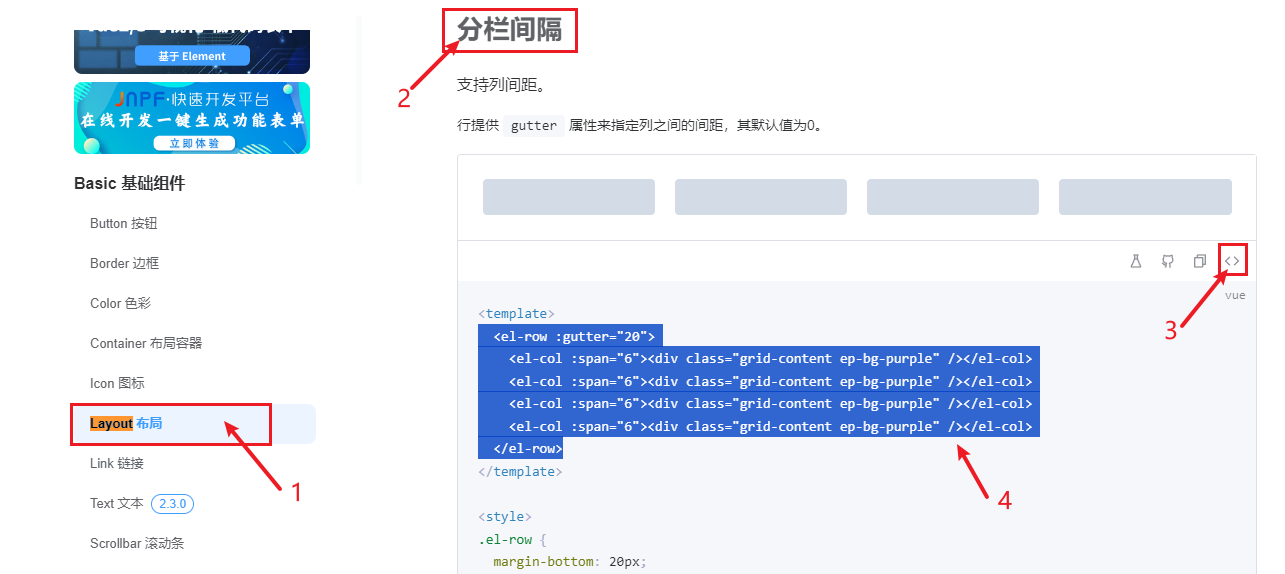 基于 Element
JNPF·快速开发平台
在线开发一键生成功能表单
立即体验
Basic 基础组件
Button 按钮
Border 边框
Color 色彩
Container 布局容器
Icon 图标
Layout 布局
1
Link 链接
Text 文本 2.3.0
Scrollbar 滚动条
分栏间隔
2
支持列间距。
行提供 gutter 属性来指定列之间的间距，其默认值为0。
<>
3
vue
<template>
<el-row :gutter="20">
<el-col :span="6"><div class="grid-content ep-bg-purple" /></el-col>
<el-col :span="6"><div class="grid-content ep-bg-purple" /></el-col>
<el-col :span="6"><div class="grid-content ep-bg-purple" /></el-col>
<el-col :span="6"><div class="grid-content ep-bg-purple" /></el-col>
</el-row>
4
</template>
<style>
.el-row {
margin-bottom: 20px;